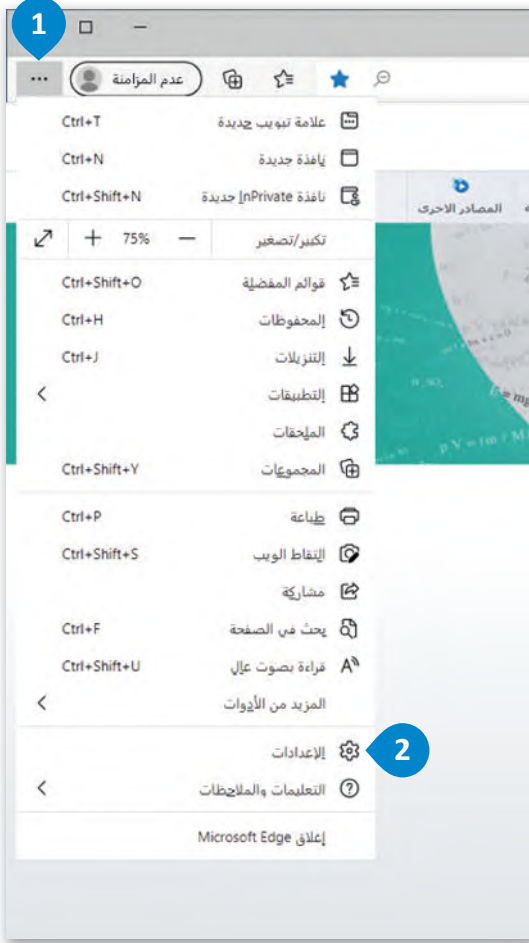 1
عدم المزامنة
علامة تبويب جديدة Ctrl+T
نافذة جديدة Ctrl+N
نافذة InPrivate جديدة Ctrl+Shift+N
المصادر الاخرى
تكبير/تصغير — 75% +
قوائم المفضلة Ctrl+Shift+O
المحفوظات Ctrl+H
التنزيلات Ctrl+J
التطبيقات
الملحقات
المجموعات Ctrl+Shift+Y
طباعة Ctrl+P
التقاط الويب Ctrl+Shift+S
مشاركة
بحث في الصفحة Ctrl+F
قراءة بصوت عالٍ Ctrl+Shift+U
المزيد من الأدوات
الإعدادات 2
التعليمات والملاحظات
إغلاق Microsoft Edge